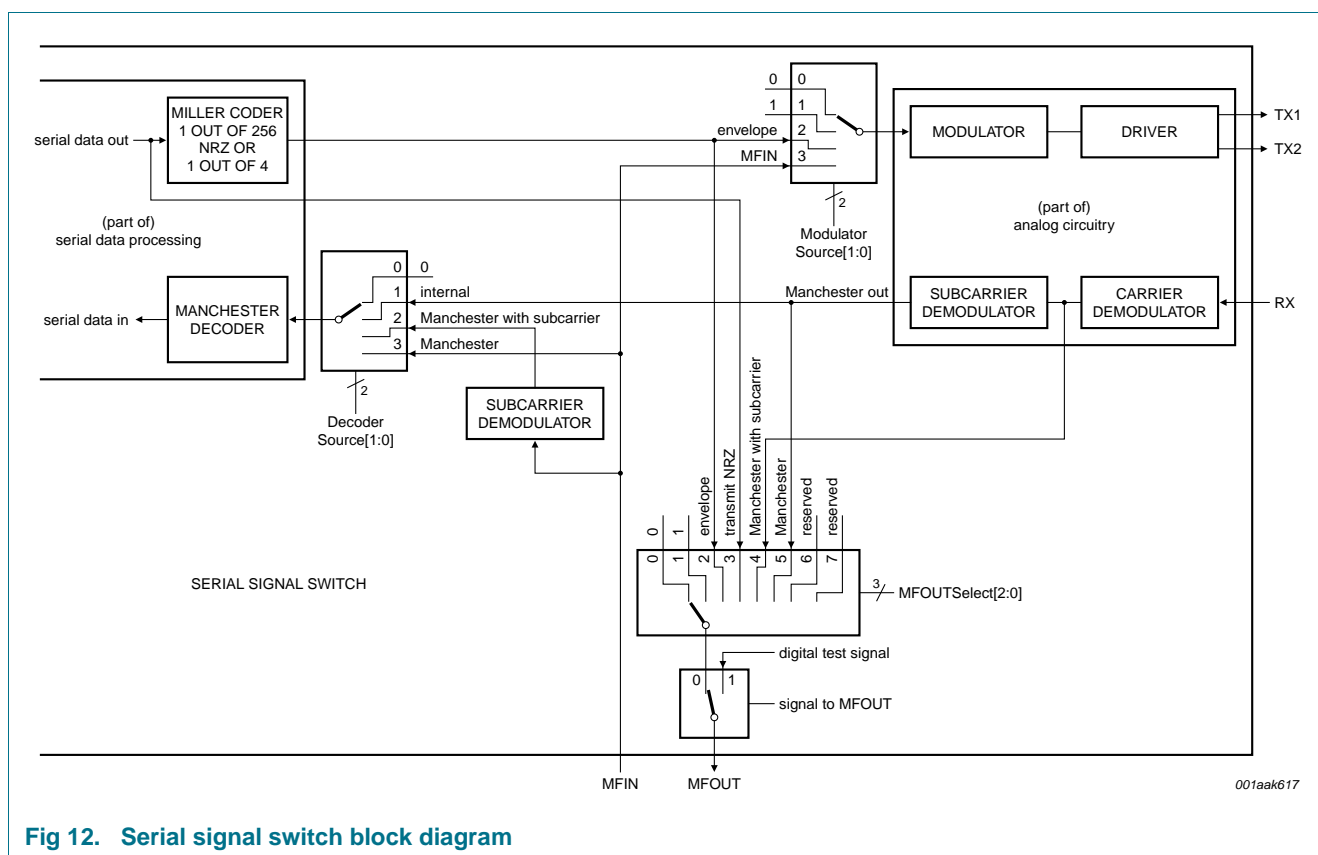 serial data out
MILLER CODER
1 OUT OF 256
NRZ OR
1 OUT OF 4
(part of)
serial data processing
serial data in
MANCHESTER
DECODER
0
0
1
internal
2
Manchester with subcarrier
3
Manchester
2
Decoder
Source[1:0]
SUBCARRIER
DEMODULATOR
0
0
1
1
envelope
2
MFIN
3
2
Modulator
Source[1:0]
MODULATOR
DRIVER
TX1
TX2
(part of)
analog circuitry
Manchester out
SUBCARRIER
DEMODULATOR
CARRIER
DEMODULATOR
RX
0
1
envelope
transmit NRZ
Manchester with subcarrier
Manchester
reserved
reserved
0
1
2
3
4
5
6
7
3
MFOUTSelect[2:0]
SERIAL SIGNAL SWITCH
digital test signal
0
1
signal to MFOUT
MFIN
MFOUT
001aak617
Fig 12. Serial signal switch block diagram